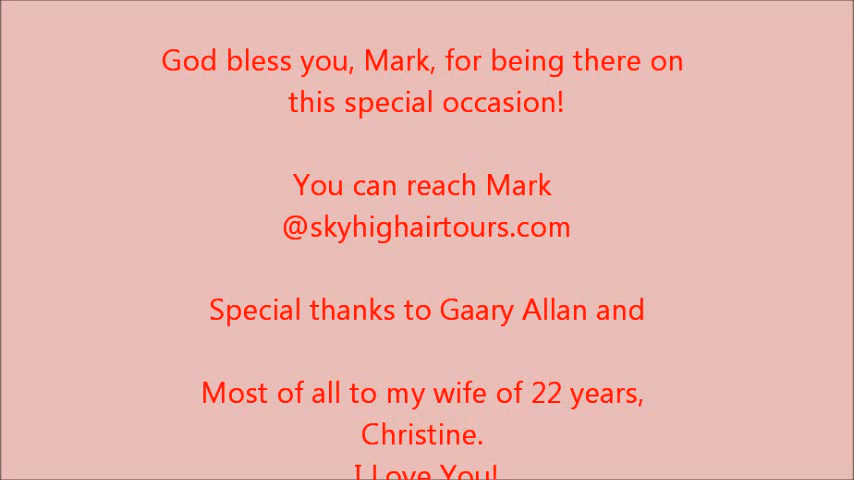 God bless you, Mark, for being there on
this special occasion!
You can reach Mark
@skyhighairtours.com
Special thanks to Gaary Allan and
Most of all to my wife of 22 years,
Christine.
I Love You!